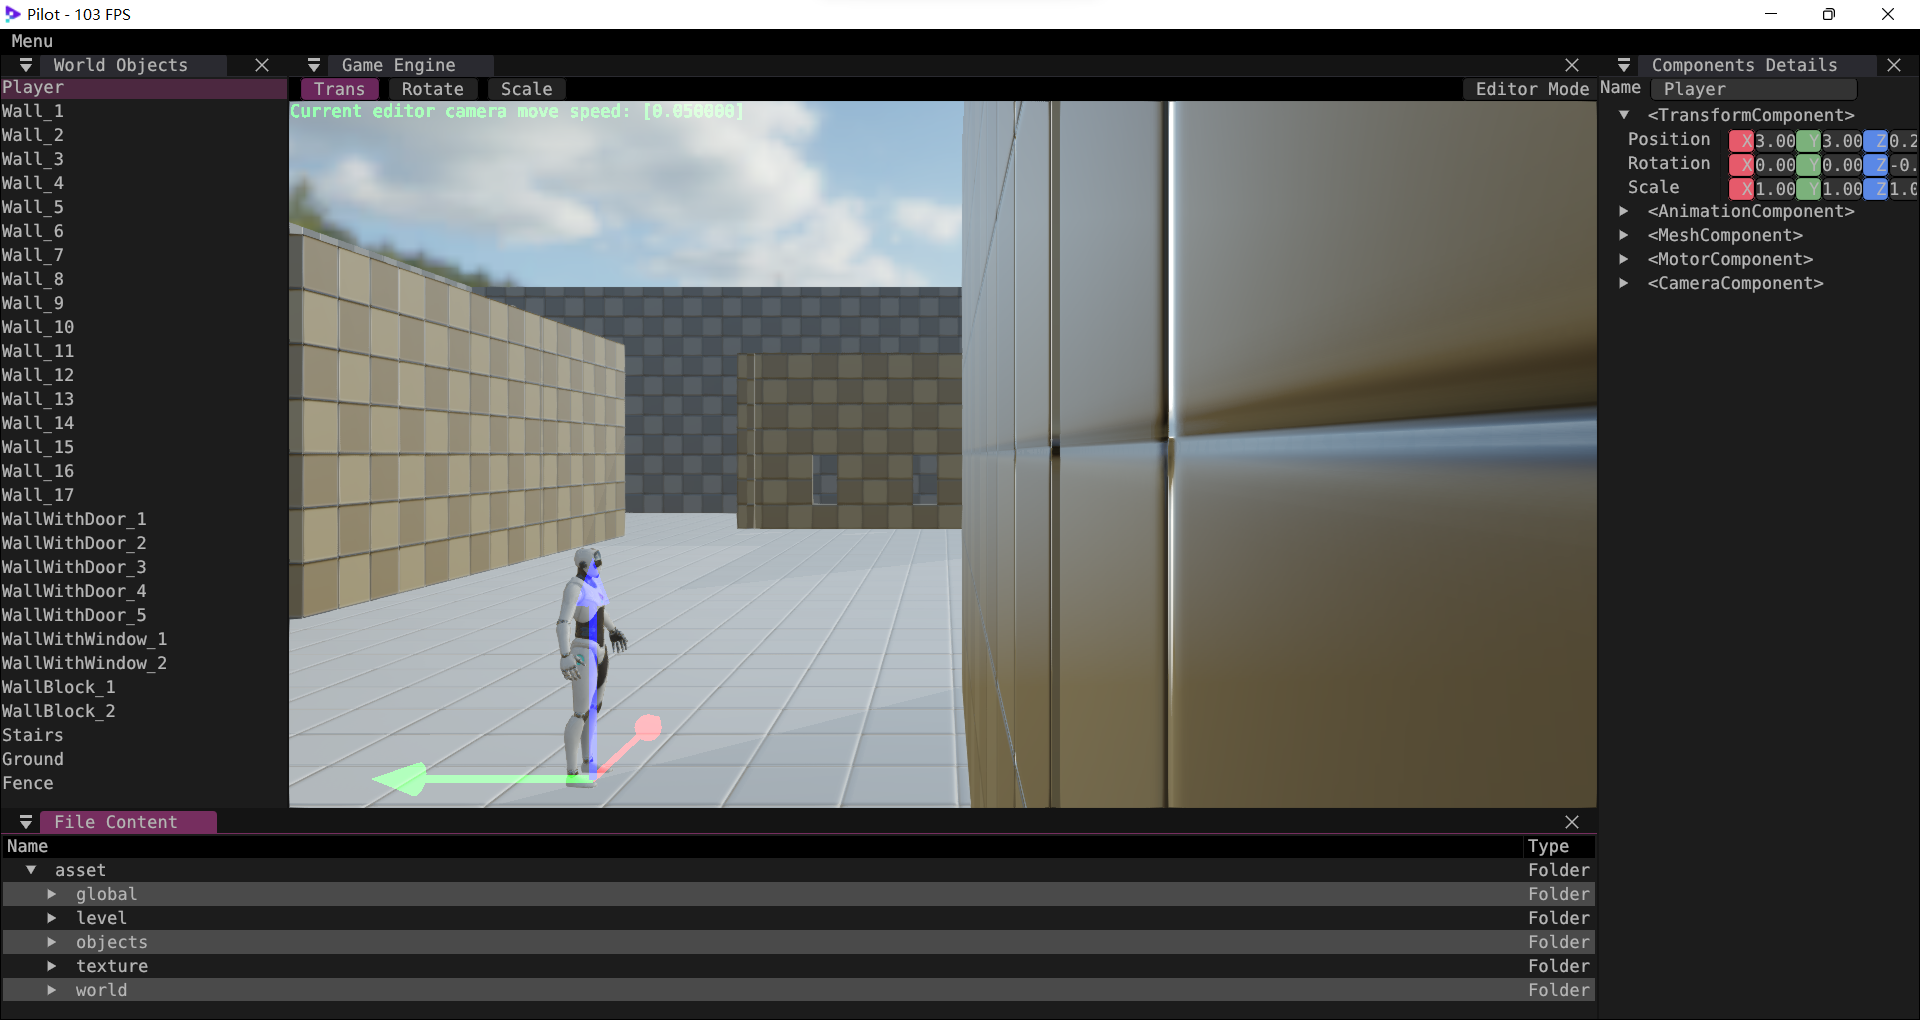 Pilot - 103 FPS
Menu
World Objects
Player
Wall_1
Wall_2
Wall_3
Wall_4
Wall_5
Wall_6
Wall_7
Wall_8
Wall_9
Wall_10
Wall_11
Wall_12
Wall_13
Wall_14
Wall_15
Wall_16
Wall_17
WallWithDoor_1
WallWithDoor_2
WallWithDoor_3
WallWithDoor_4
WallWithDoor_5
WallWithWindow_1
WallWithWindow_2
WallBlock_1
WallBlock_2
Stairs
Ground
Fence
Game Engine
Trans Rotate Scale Editor Mode
Current editor camera move speed: [0.050000]
Components Details
Name Player
<TransformComponent>
Position X 3.00 Y 3.00 Z 0.2
Rotation X 0.00 Y 0.00 Z -0.
Scale X 1.00 Y 1.00 Z 1.0
<AnimationComponent>
<MeshComponent>
<MotorComponent>
<CameraComponent>
File Content
Name Type
asset Folder
global Folder
level Folder
objects Folder
texture Folder
world Folder